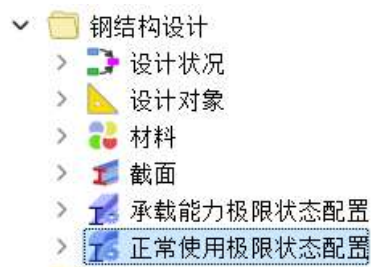 钢结构设计
设计状况
设计对象
材料
截面
承载能力极限状态配置
正常使用极限状态配置